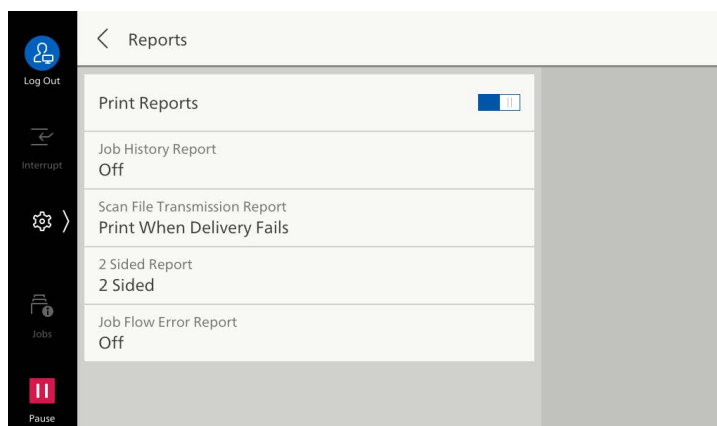 Reports
Log Out
Print Reports
Interrupt
Job History Report
Off
Scan File Transmission Report
Print When Delivery Fails
2 Sided Report
2 Sided
Jobs
Job Flow Error Report
Off
Pause